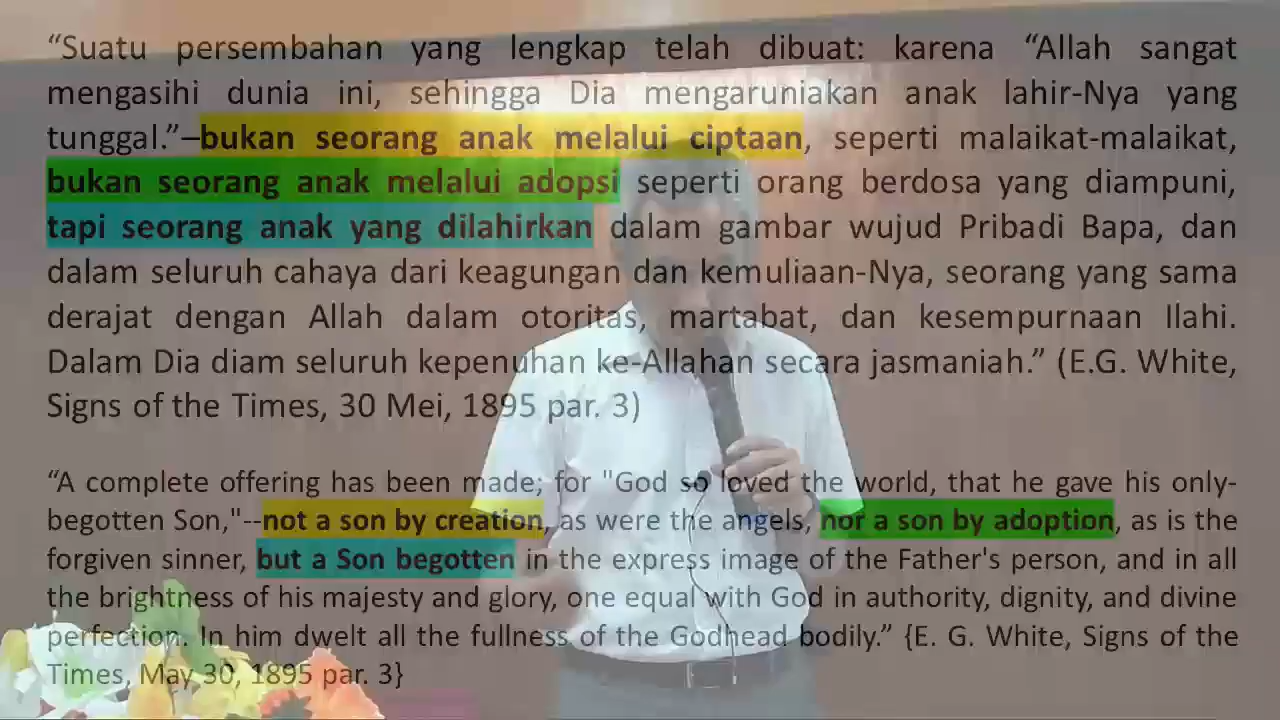 “Suatu persembahan yang lengkap telah dibuat: karena “Allah sangat
mengasihi dunia ini, sehingga Dia mengaruniakan anak lahir-Nya yang
tunggal.”–bukan seorang anak melalui ciptaan, seperti malaikat-malaikat,
bukan seorang anak melalui adopsi seperti orang berdosa yang diampuni,
tapi seorang anak yang dilahirkan dalam gambar wujud Pribadi Bapa, dan
dalam seluruh cahaya dari keagungan dan kemuliaan-Nya, seorang yang sama
derajat dengan Allah dalam otoritas, martabat, dan kesempurnaan Ilahi.
Dalam Dia diam seluruh kepenuhan ke-Allahan secara jasmaniah.” (E.G. White,
Signs of the Times, 30 Mei, 1895 par. 3)
“A complete offering has been made; for "God so loved the world, that he gave his only-
begotten Son,"--not a son by creation, as were the angels, nor a son by adoption, as is the
forgiven sinner, but a Son begotten in the express image of the Father's person, and in all
the brightness of his majesty and glory, one equal with God in authority, dignity, and divine
perfection. In him dwelt all the fullness of the Godhead bodily.” {E. G. White, Signs of the
Times, May 30, 1895 par. 3}